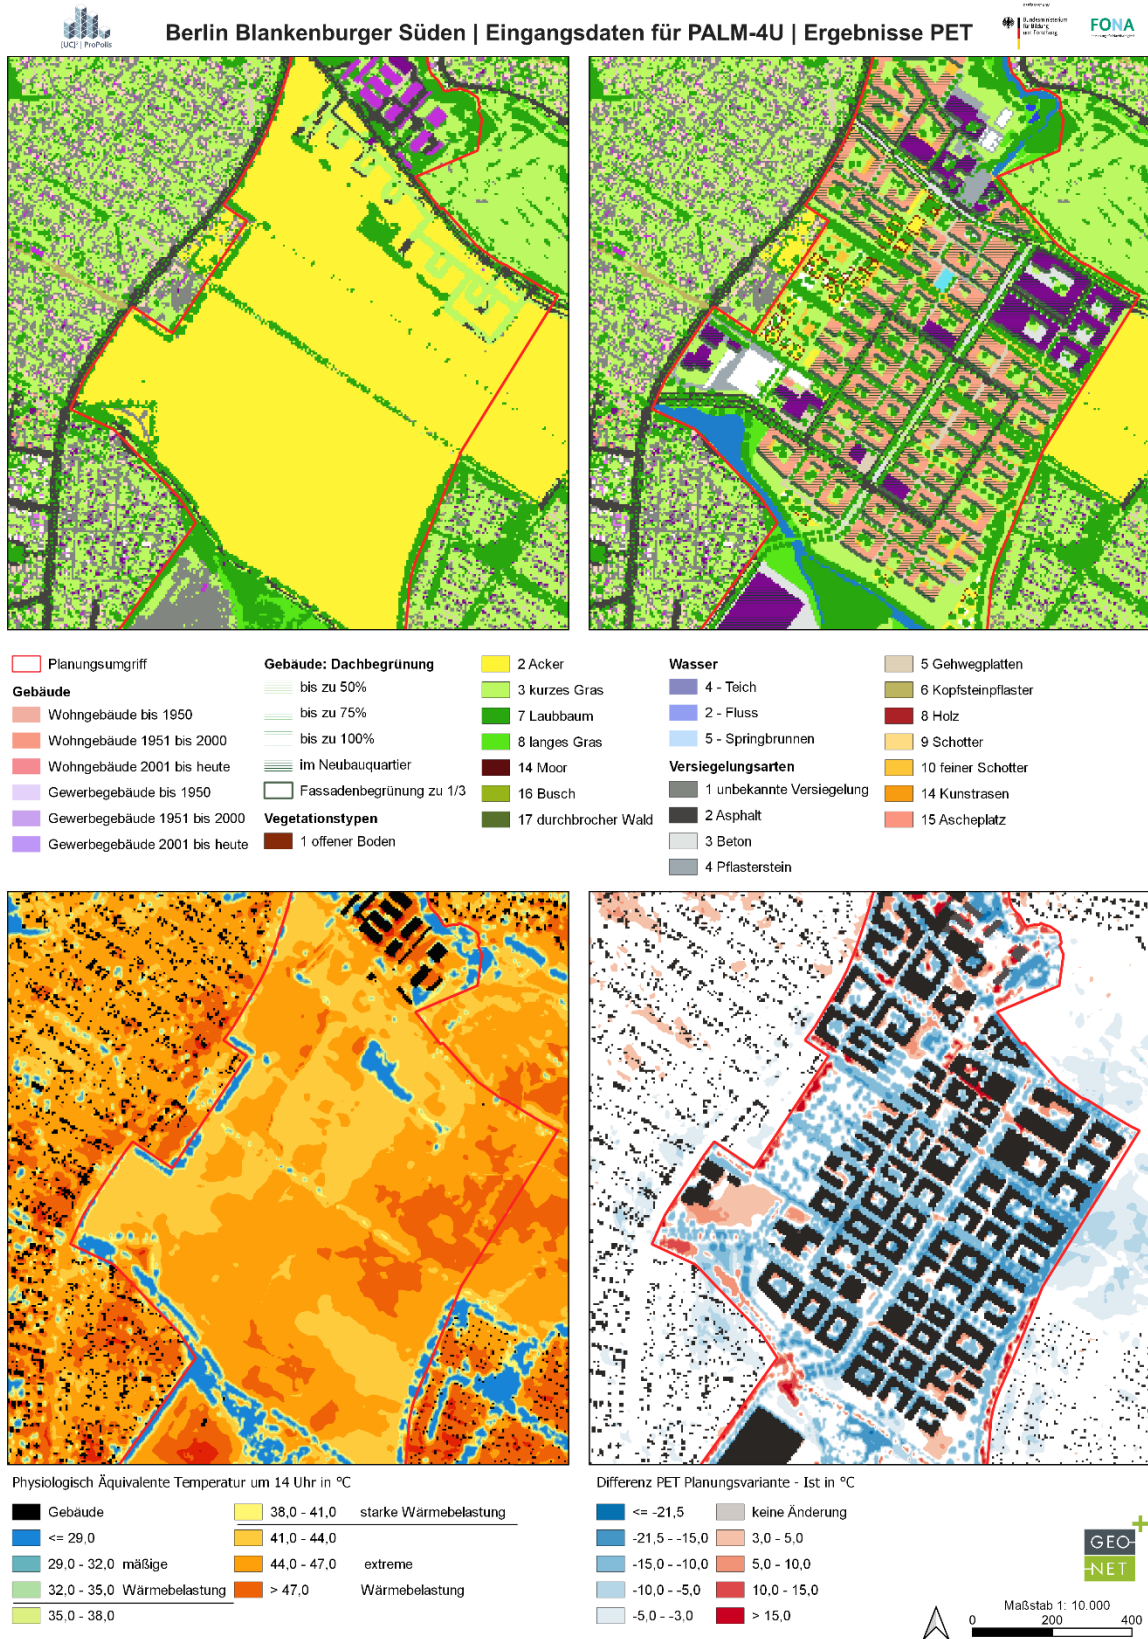 [UC]² | ProPolis
Berlin Blankenburger Süden | Eingangsdaten für PALM-4U | Ergebnisse PET
Bundesministerium
für Bildung
und Forschung
FONA
Planungsumgriff
Gebäude
Wohngebäude bis 1950
Wohngebäude 1951 bis 2000
Wohngebäude 2001 bis heute
Gewerbegebäude bis 1950
Gewerbegebäude 1951 bis 2000
Gewerbegebäude 2001 bis heute
Gebäude: Dachbegrünung
bis zu 50%
bis zu 75%
bis zu 100%
im Neubauquartier
Fassadenbegrünung zu 1/3
Vegetationstypen
1 offener Boden
2 Acker
3 kurzes Gras
7 Laubbaum
8 langes Gras
14 Moor
16 Busch
17 durchbrocher Wald
Wasser
4 - Teich
2 - Fluss
5 - Springbrunnen
Versiegelungsarten
1 unbekannte Versiegelung
2 Asphalt
3 Beton
4 Pflasterstein
5 Gehwegplatten
6 Kopfsteinpflaster
8 Holz
9 Schotter
10 feiner Schotter
14 Kunstrasen
15 Ascheplatz
Physiologisch Äquivalente Temperatur um 14 Uhr in °C
Gebäude
<= 29,0
29,0 - 32,0 mäßige
32,0 - 35,0 Wärmebelastung
35,0 - 38,0
38,0 - 41,0 starke Wärmebelastung
41,0 - 44,0
44,0 - 47,0 extreme
> 47,0 Wärmebelastung
Differenz PET Planungsvariante - Ist in °C
<= -21,5
-21,5 - -15,0
-15,0 - -10,0
-10,0 - -5,0
-5,0 - -3,0
keine Änderung
3,0 - 5,0
5,0 - 10,0
10,0 - 15,0
> 15,0
GEO-
NET
Maßstab 1: 10.000
0 200 400